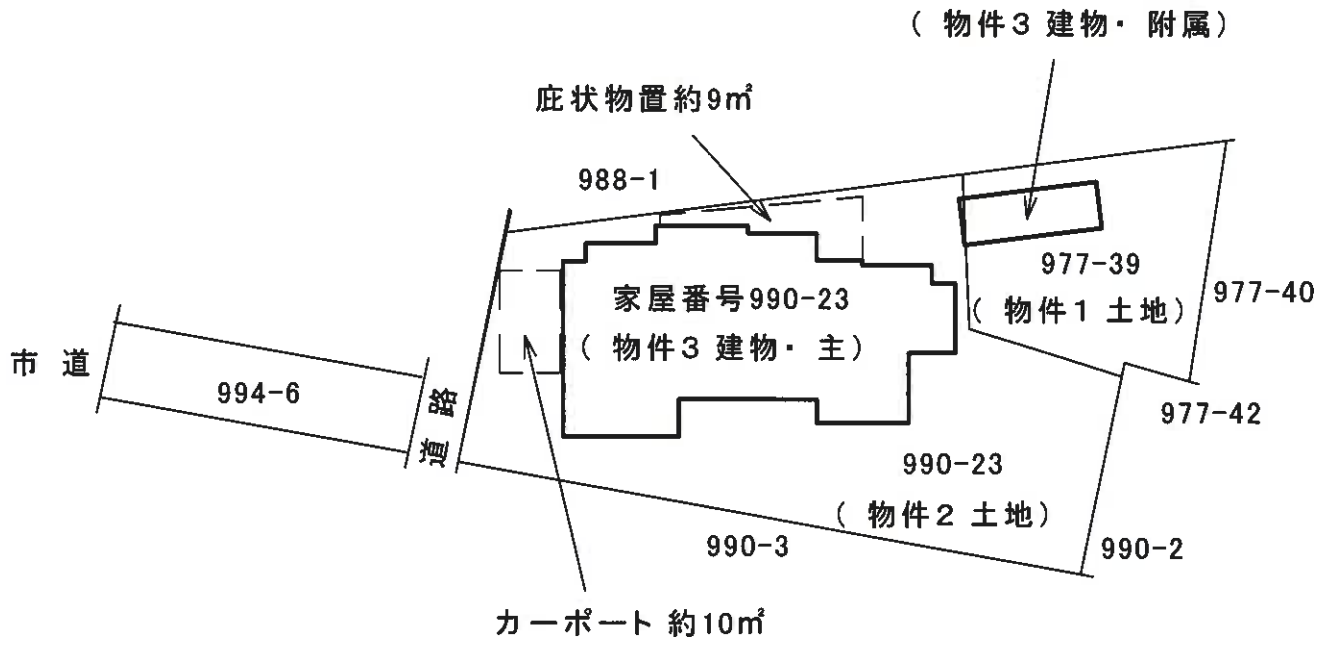 ( 物件3 建物・ 附属)
庇状物置約9㎡
988-1
977-39
( 物件1 土地)
977-40
家屋番号990-23
( 物件3 建物・ 主)
市 道
994-6
道 路
977-42
990-23
( 物件2 土地)
990-3
990-2
カーポート 約10㎡